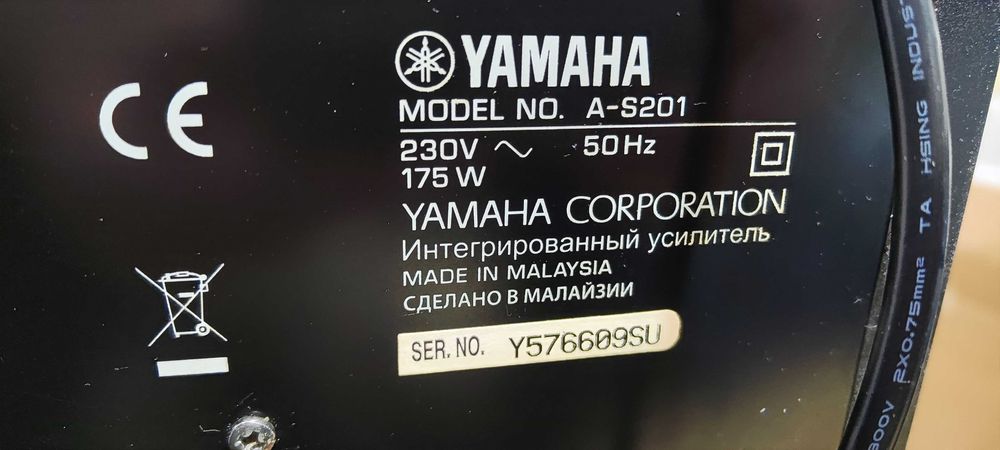 CE
YAMAHA
MODEL NO. A-S201
230V ~ 50Hz
175 W
YAMAHA CORPORATION
Интегрированный усилитель
MADE IN MALAYSIA
СДЕЛАНО В МАЛАЙЗИИ
SER. NO. Y576609SU
300V 2X0.75mm² TA HSING INDUST